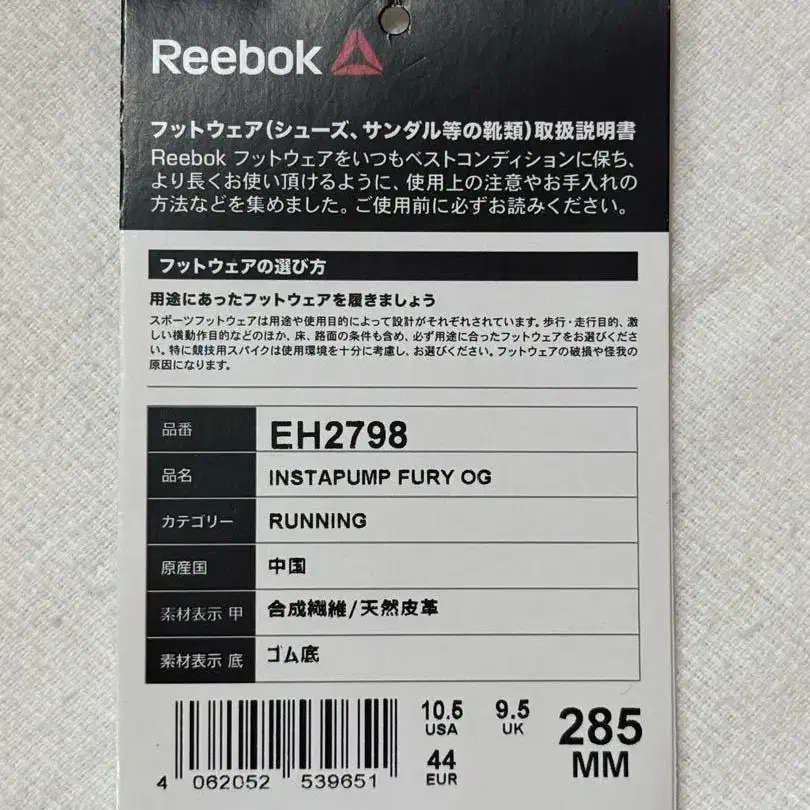 Reebok
フットウェア(シューズ、サンダル等の靴類)取扱説明書
Reebok フットウェアをいつもベストコンディションに保ち、
より長くお使い頂けるように、使用上の注意やお手入れの
方法などを集めました。ご使用前に必ずお読みください。
フットウェアの選び方
用途にあったフットウェアを履きましょう
スポーツフットウェアは用途や使用目的によって設計がそれぞれされています。歩行・走行目的、激
しい横動作目的などのほか、床、路面の条件も含め、必ず用途に合ったフットウェアをお選びくださ
い。特に競技用スパイクは使用環境を十分に考慮し、お選びください。フットウェアの破損や怪我の
原因になります。
品番 EH2798
品名 INSTAPUMP FURY OG
カテゴリー RUNNING
原産国 中国
素材表示 甲 合成繊維/天然皮革
素材表示 底 ゴム底
10.5 9.5 285
USA UK MM
44
EUR
4 062052 539651